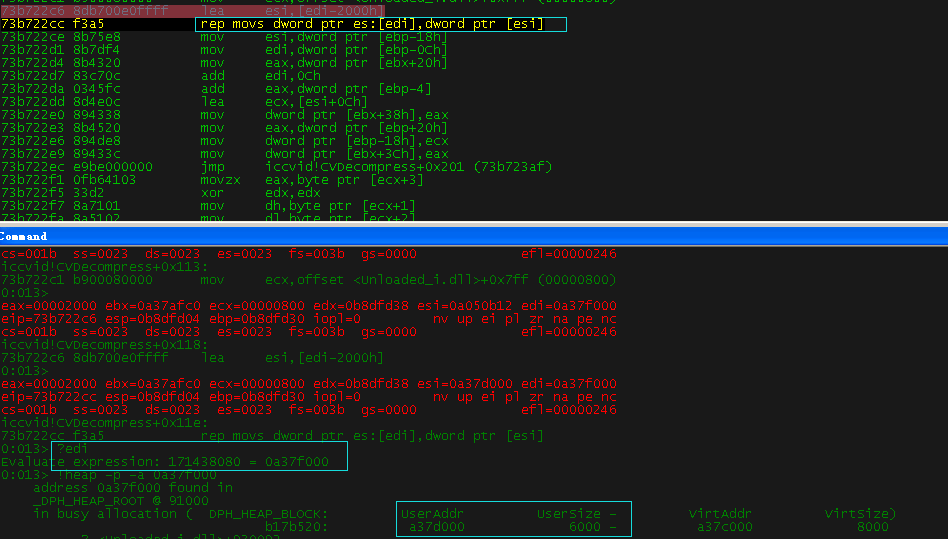 73b722c6 8db700e0ffff lea esi,[edi-2000h]
73b722cc f3a5 rep movs dword ptr es:[edi],dword ptr [esi]
73b722ce 8b75e8 mov esi,dword ptr [ebp-18h]
73b722d1 8b7df4 mov edi,dword ptr [ebp-0Ch]
73b722d4 8b4320 mov eax,dword ptr [ebx+20h]
73b722d7 83c70c add edi,0Ch
73b722da 0345fc add eax,dword ptr [ebp-4]
73b722dd 8d4e0c lea ecx,[esi+0Ch]
73b722e0 894338 mov dword ptr [ebx+38h],eax
73b722e3 8b4520 mov eax,dword ptr [ebp+20h]
73b722e6 894de8 mov dword ptr [ebp-18h],ecx
73b722e9 89433c mov dword ptr [ebx+3Ch],eax
73b722ec e9be000000 jmp iccvid!CVDecompress+0x201 (73b723af)
73b722f1 0fb64103 movzx eax,byte ptr [ecx+3]
73b722f5 33d2 xor edx,edx
73b722f7 8a7101 mov dh,byte ptr [ecx+1]
73b722fa 8a5102 mov dl,byte ptr [ecx+2]
Command
cs=001b ss=0023 ds=0023 es=0023 fs=003b gs=0000 efl=00000246
iccvid!CVDecompress+0x113:
73b722c1 b900080000 mov ecx,offset <Unloaded_i.dll>+0x7ff (00000800)
0:013>
eax=00002000 ebx=0a37afc0 ecx=00000800 edx=0b8dfd38 esi=0a050b12 edi=0a37f000
eip=73b722c6 esp=0b8dfd04 ebp=0b8dfd30 iopl=0 nv up ei pl zr na pe nc
cs=001b ss=0023 ds=0023 es=0023 fs=003b gs=0000 efl=00000246
iccvid!CVDecompress+0x118:
73b722c6 8db700e0ffff lea esi,[edi-2000h]
0:013>
eax=00002000 ebx=0a37afc0 ecx=00000800 edx=0b8dfd38 esi=0a37d000 edi=0a37f000
eip=73b722cc esp=0b8dfd04 ebp=0b8dfd30 iopl=0 nv up ei pl zr na pe nc
cs=001b ss=0023 ds=0023 es=0023 fs=003b gs=0000 efl=00000246
iccvid!CVDecompress+0x11e:
73b722cc f3a5 rep movs dword ptr es:[edi],dword ptr [esi]
0:013> ?edi
Evaluate expression: 171438080 = 0a37f000
0:013> !heap -p -a 0a37f000
address 0a37f000 found in
_DPH_HEAP_ROOT @ 91000
in busy allocation ( DPH_HEAP_BLOCK: UserAddr UserSize - VirtAddr VirtSize)
b17b520: a37d000 6000 - a37c000 8000